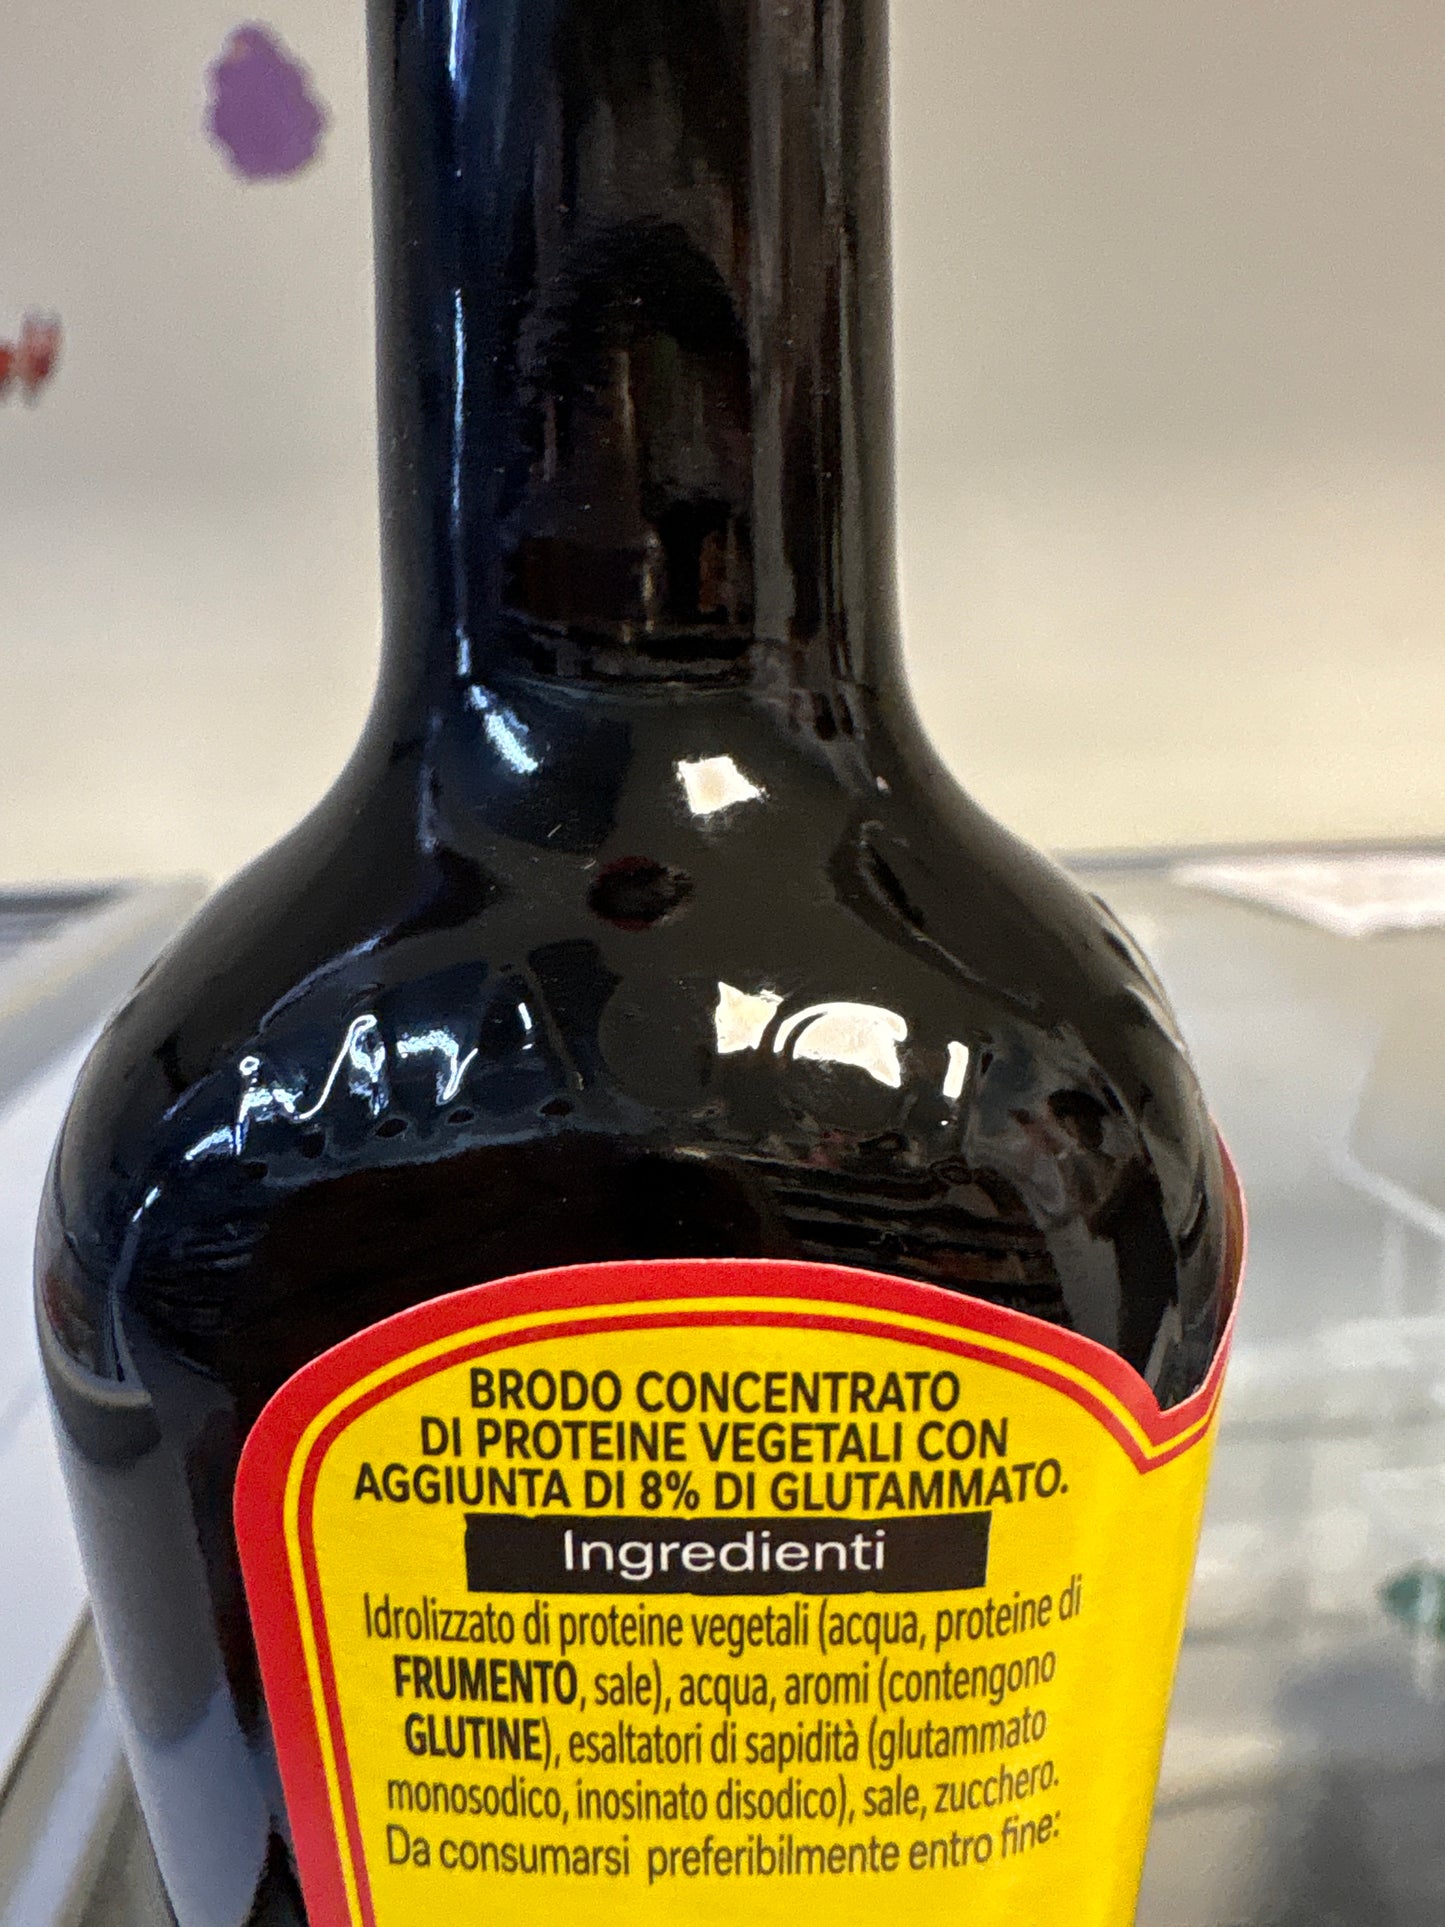 BRODO CONCENTRATO
DI PROTEINE VEGETALI CON
AGGIUNTA DI 8% DI GLUTAMMATO.
Ingredienti
Idrolizzato di proteine vegetali (acqua, proteine di
FRUMENTO, sale), acqua, aromi (contengono
GLUTINE), esaltatori di sapidità (glutammato
monosodico, inosinato disodico), sale, zucchero.
Da consumarsi preferibilmente entro fine: